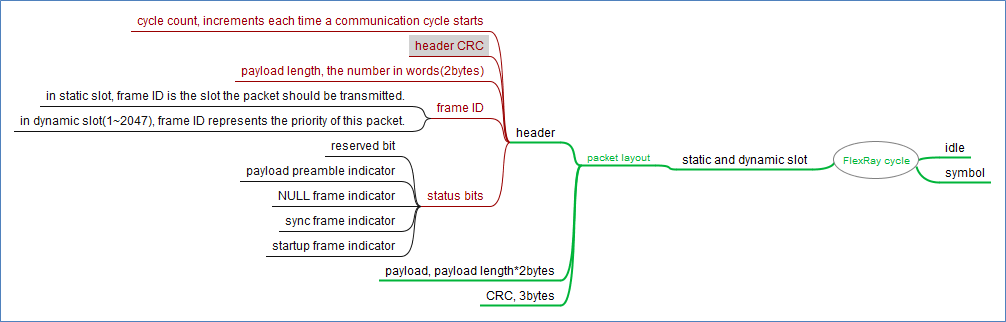 cycle count, increments each time a communication cycle starts
header CRC
payload length, the number in words(2bytes)
in static slot, frame ID is the slot the packet should be transmitted.
in dynamic slot(1~2047), frame ID represents the priority of this packet.
frame ID
reserved bit
payload preamble indicator
NULL frame indicator
sync frame indicator
startup frame indicator
status bits
header
payload, payload length*2bytes
CRC, 3bytes
packet layout
static and dynamic slot
FlexRay cycle
idle
symbol